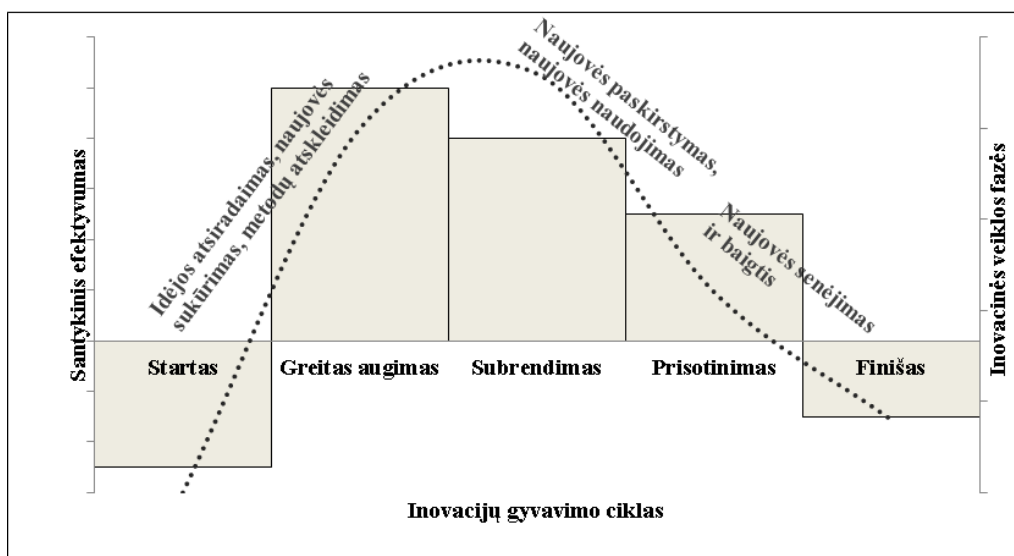 Santykinis efektyvumas
Idėjos atsiradaimas, naujovės
sukūrimas, metodų atskleidimas
Naujovės paskirstymas,
naujovės naudojimas
Naujovės senėjimas
ir baigtis
Inovacinės veiklos fazės
Startas
Greitas augimas
Subrendimas
Prisotinimas
Finišas
Inovacijų gyvavimo ciklas